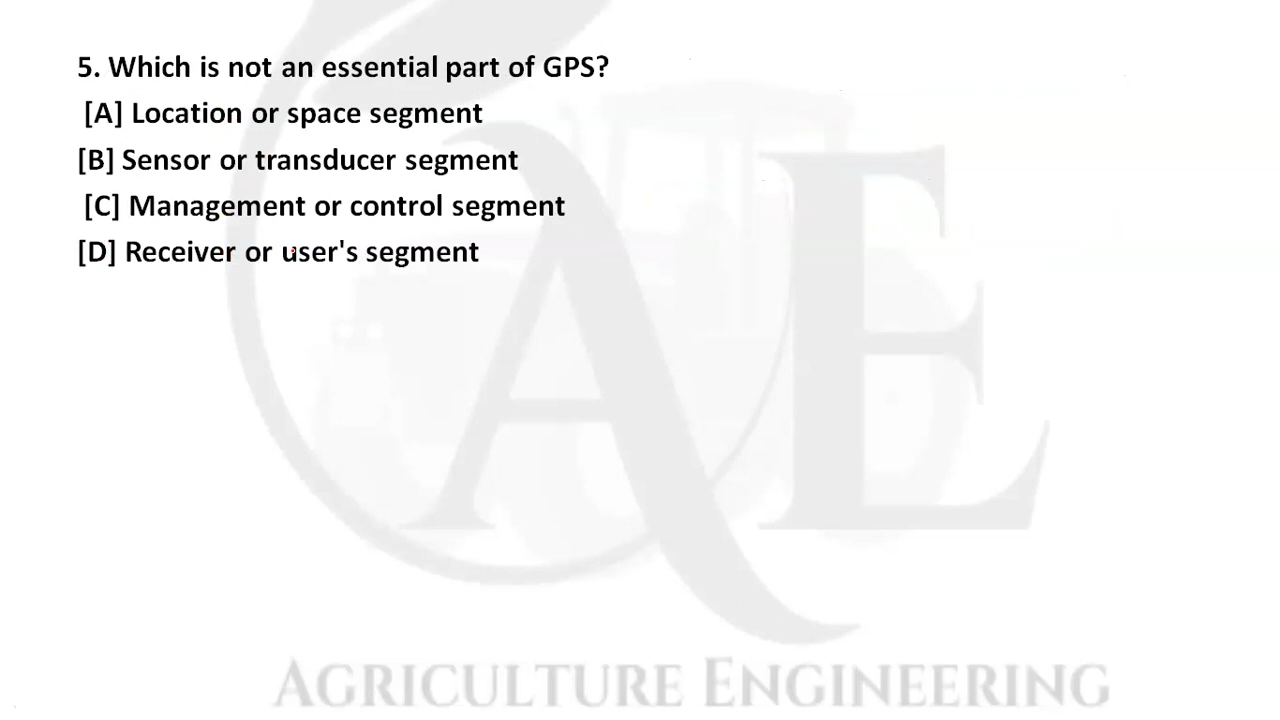 5. Which is not an essential part of GPS?
[A] Location or space segment
[B] Sensor or transducer segment
[C] Management or control segment
[D] Receiver or user's segment
AE
AGRICULTURE ENGINEERING